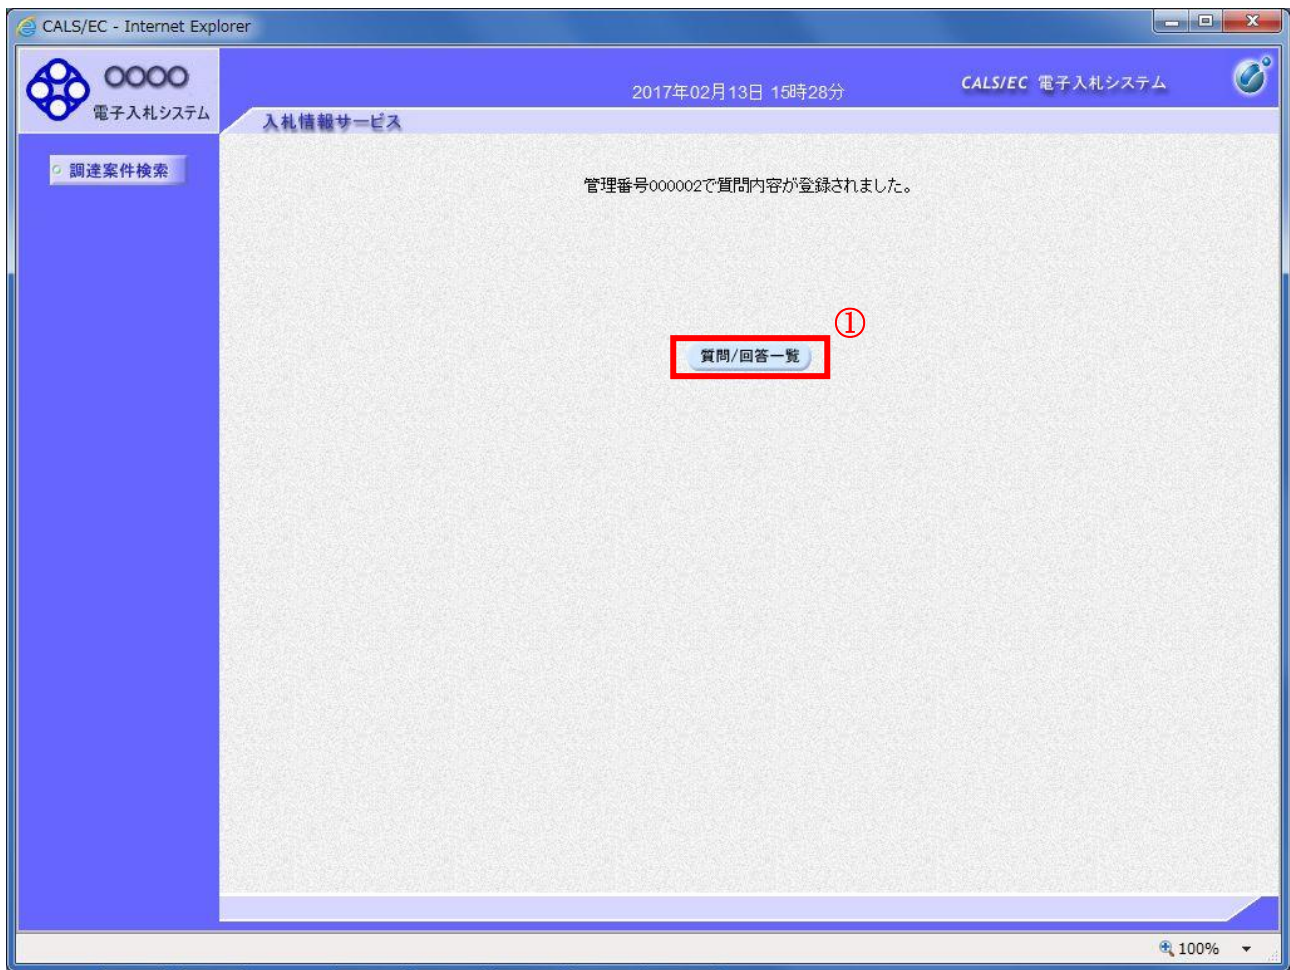 CALS/EC - Internet Explorer
〇〇〇〇
電子入札システム
2017年02月13日 15時28分
CALS/EC 電子入札システム
入札情報サービス
調達案件検索
管理番号000002で質問内容が登録されました。
①
質問/回答一覧
100%